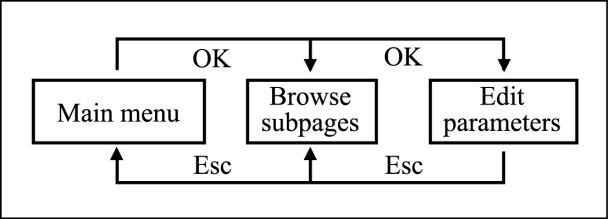 OK OK
Main menu
Browse
subpages
Edit
parameters
Esc Esc